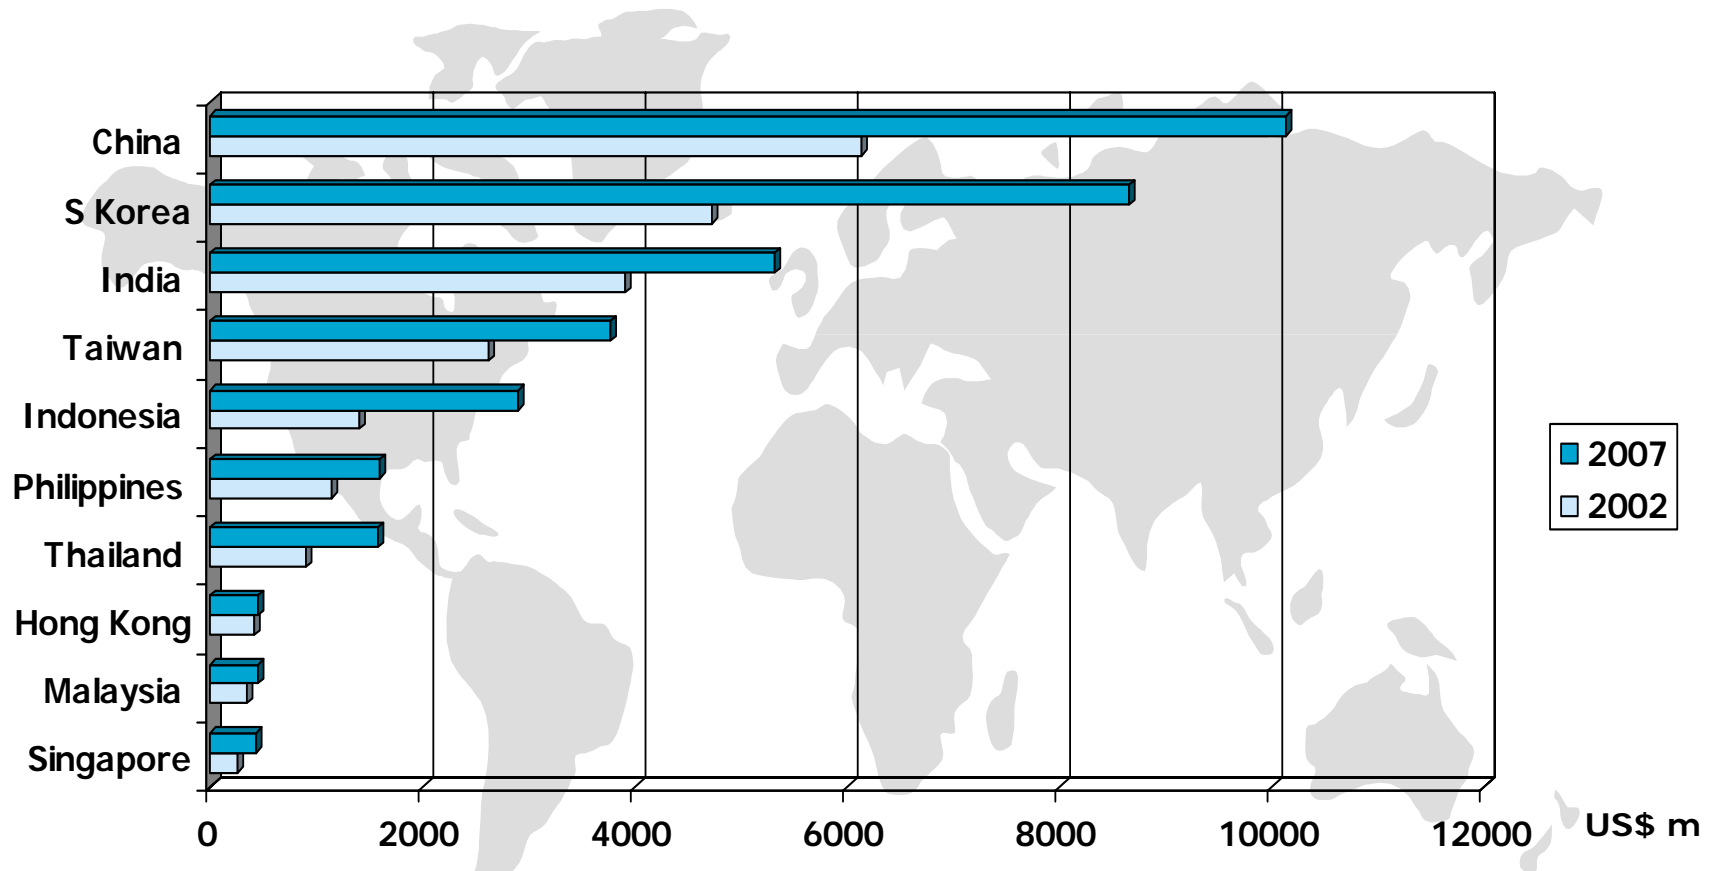 China
S Korea
India
Taiwan
Indonesia
Philippines
Thailand
Hong Kong
Malaysia
Singapore
0 2000 4000 6000 8000 10000 12000 US$ m
2007
2002